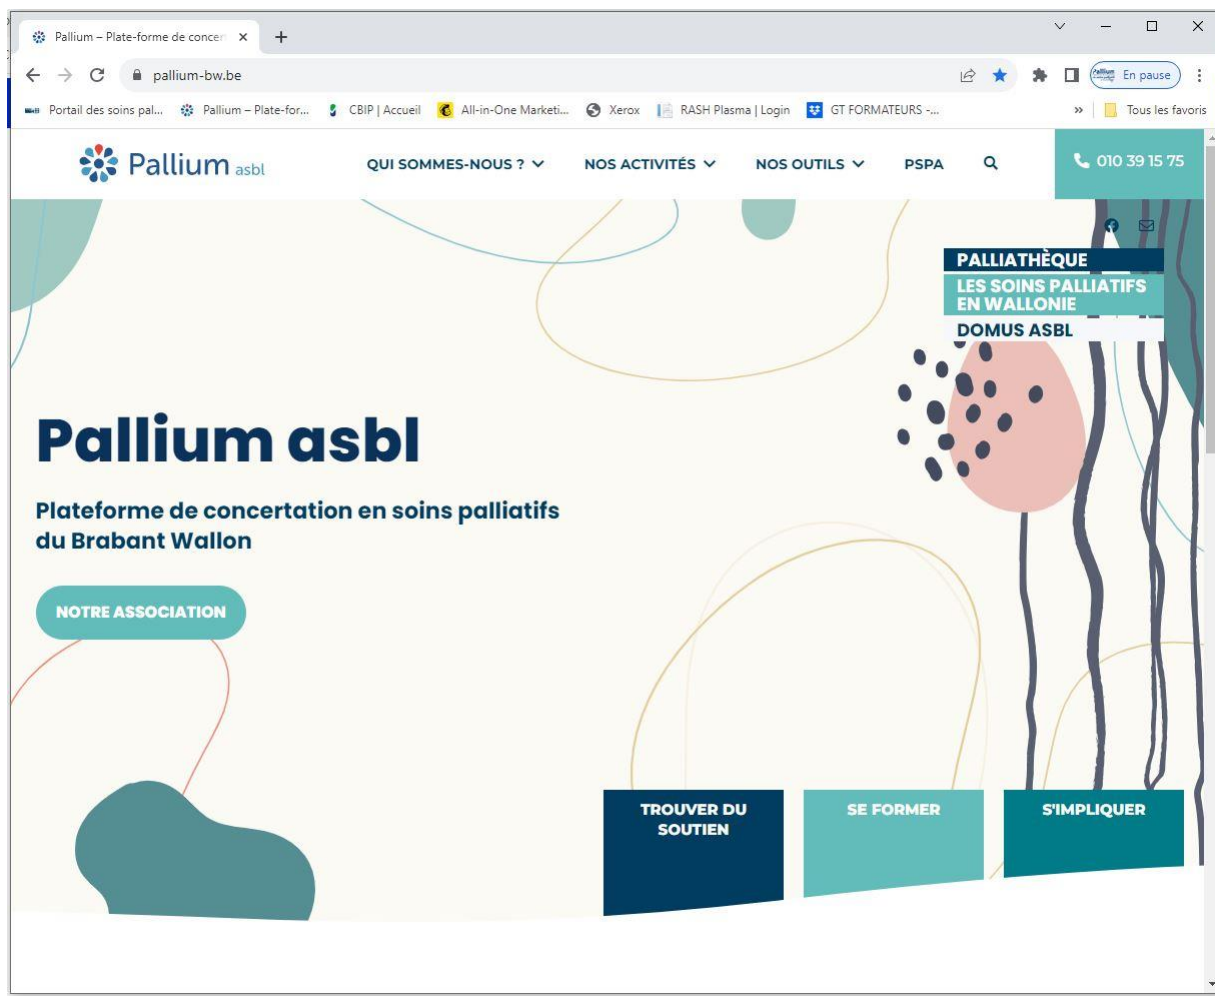 Pallium – Plate-forme de concer
pallium-bw.be
En pause
Portail des soins pal... Pallium – Plate-for... CBIP | Accueil All-in-One Marketi... Xerox RASH Plasma | Login GT FORMATEURS -... » Tous les favoris
Pallium asbl QUI SOMMES-NOUS ? NOS ACTIVITÉS NOS OUTILS PSPA 010 39 15 75
PALLIATHÈQUE
LES SOINS PALLIATIFS
EN WALLONIE
DOMUS ASBL
Pallium asbl
Plateforme de concertation en soins palliatifs
du Brabant Wallon
NOTRE ASSOCIATION
TROUVER DU
SOUTIEN
SE FORMER
S'IMPLIQUER